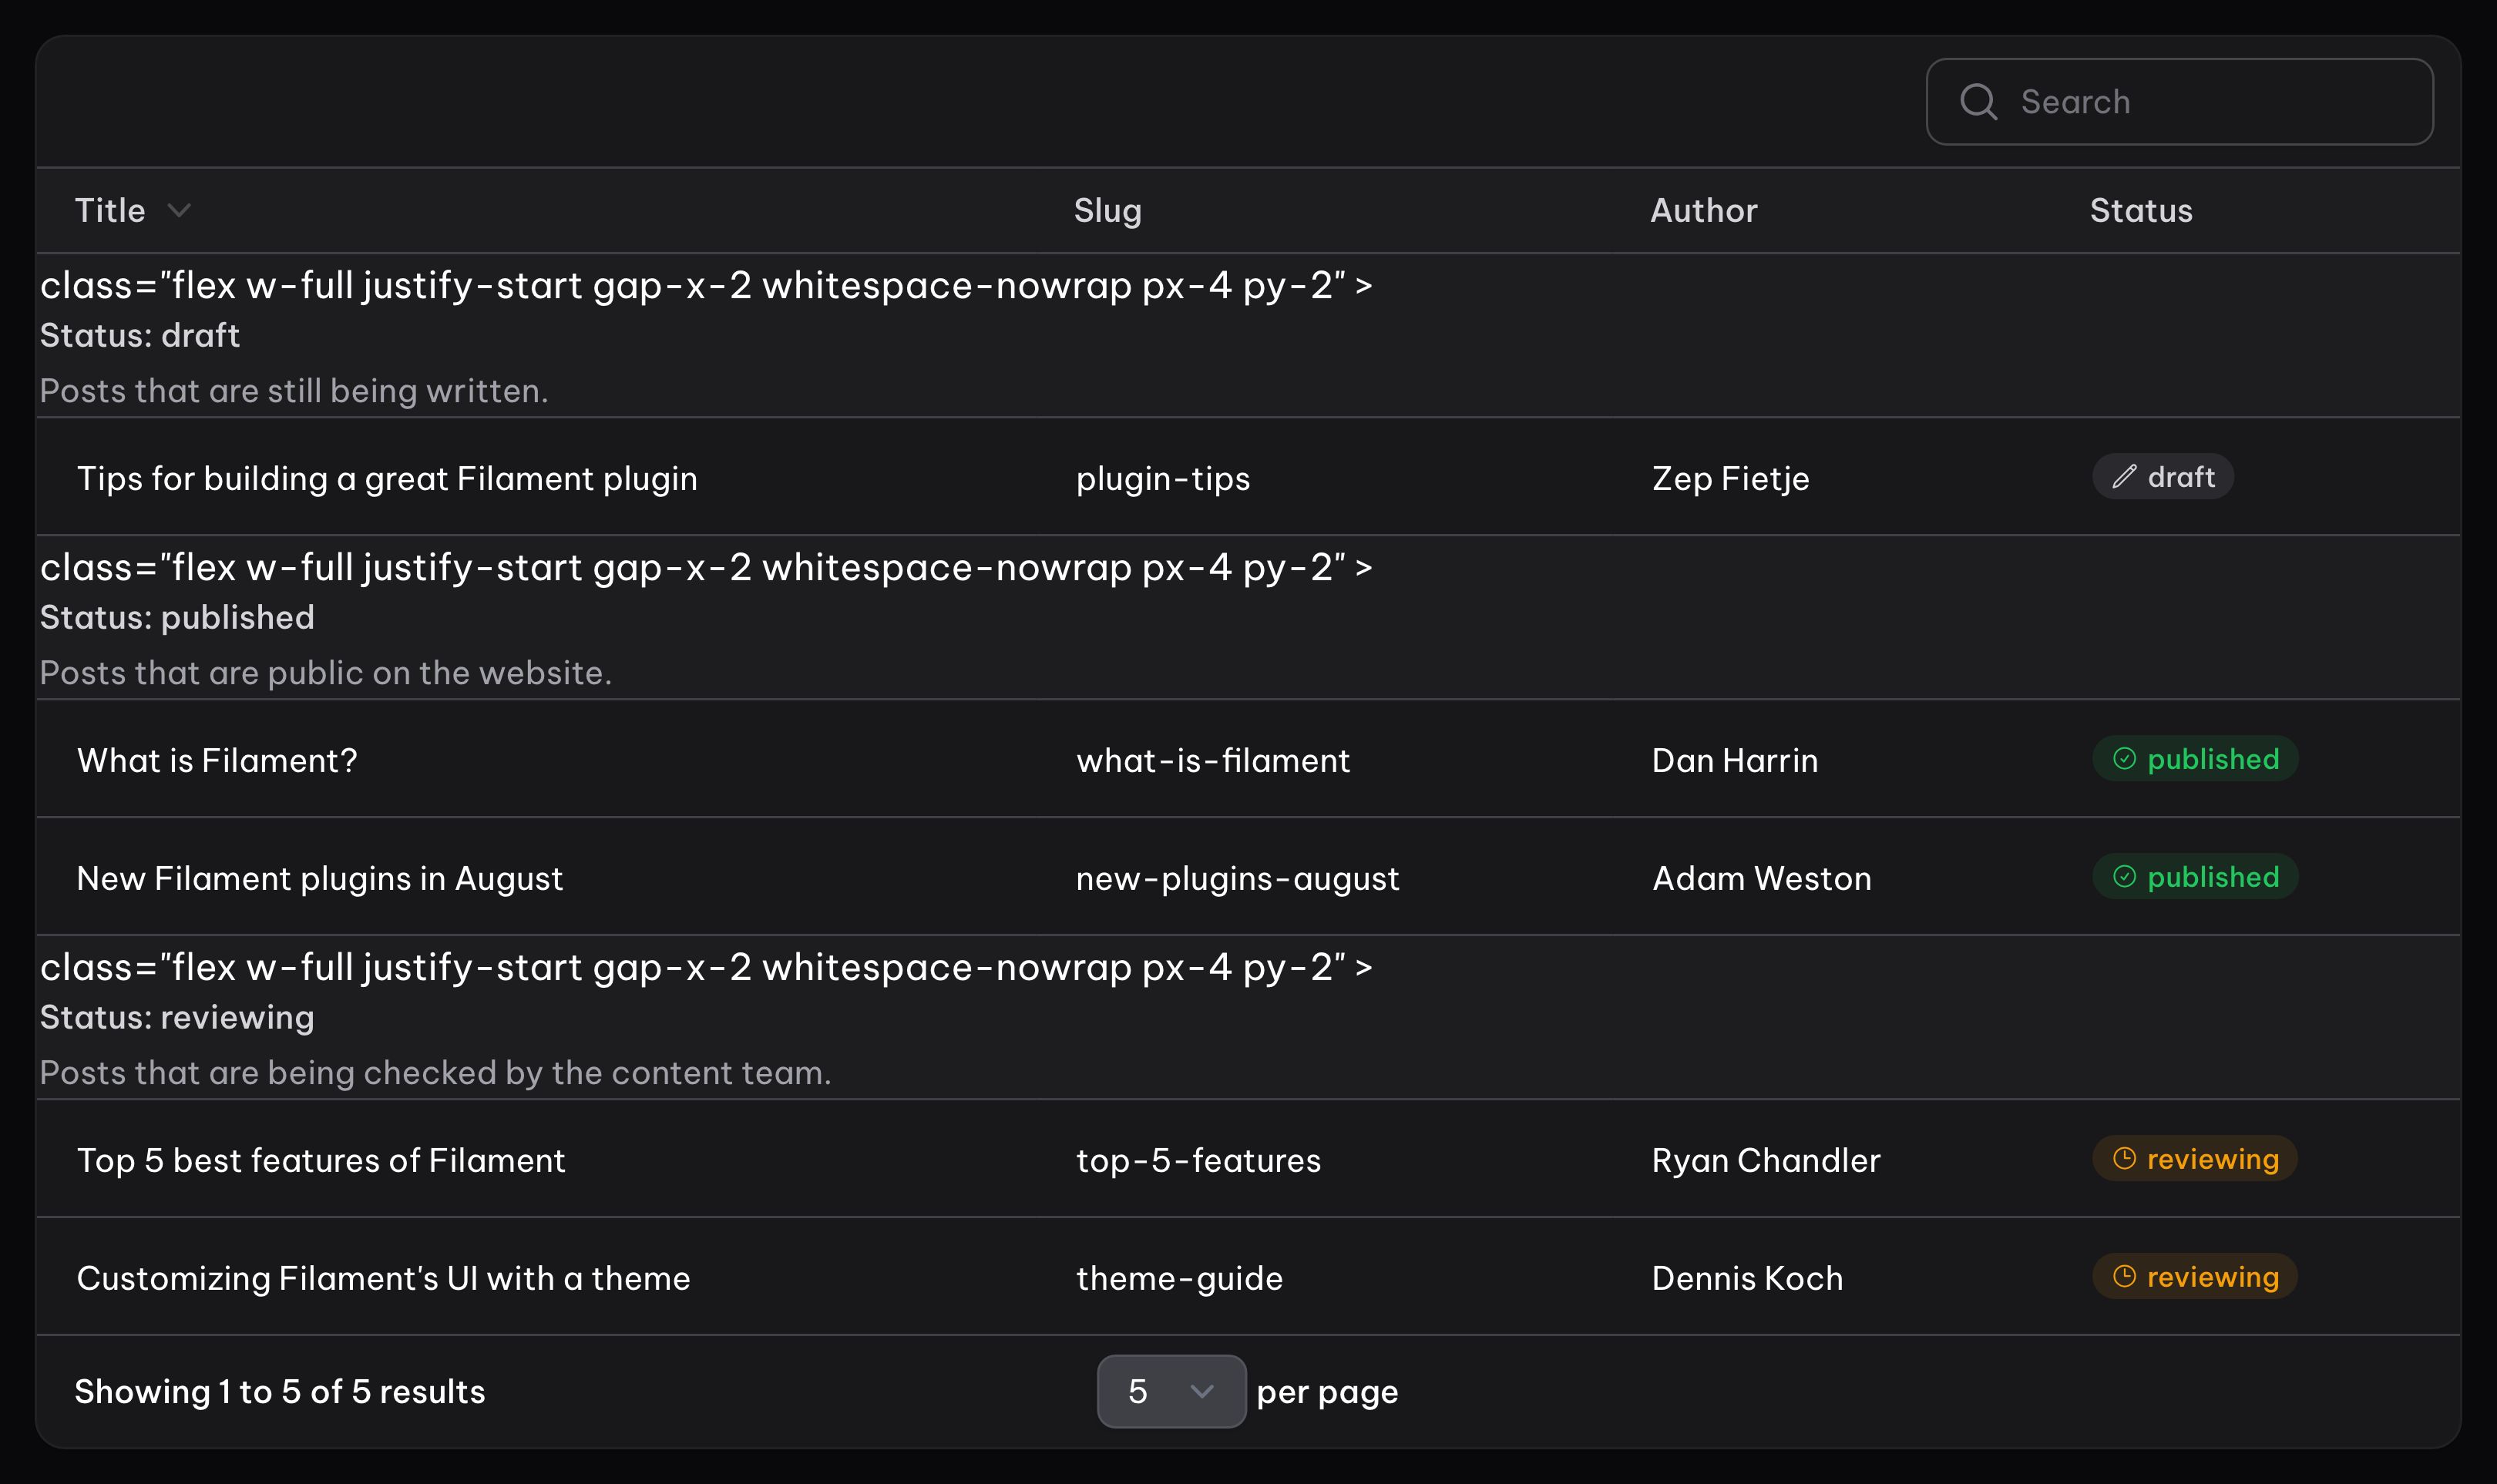 Search
Title Slug Author Status
class="flex w-full justify-start gap-x-2 whitespace-nowrap px-4 py-2" >
Status: draft
Posts that are still being written.
Tips for building a great Filament plugin plugin-tips Zep Fietje draft
class="flex w-full justify-start gap-x-2 whitespace-nowrap px-4 py-2" >
Status: published
Posts that are public on the website.
What is Filament? what-is-filament Dan Harrin published
New Filament plugins in August new-plugins-august Adam Weston published
class="flex w-full justify-start gap-x-2 whitespace-nowrap px-4 py-2" >
Status: reviewing
Posts that are being checked by the content team.
Top 5 best features of Filament top-5-features Ryan Chandler reviewing
Customizing Filament's UI with a theme theme-guide Dennis Koch reviewing
Showing 1 to 5 of 5 results 5 per page